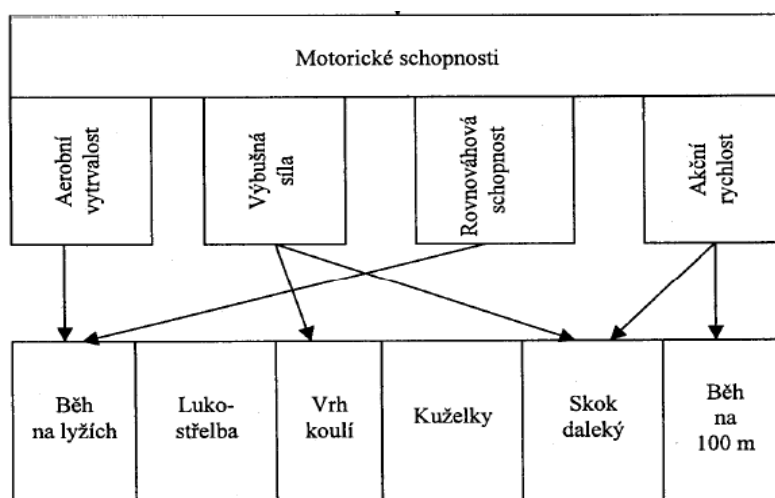 Motorické schopnosti
Aerobní
vytrvalost
Výbušná
síla
Rovnováhová
schopnost
Akční
rychlost
Běh
na lyžích
Luko-
střelba
Vrh
koulí
Kuželky
Skok
daleký
Běh
na
100 m